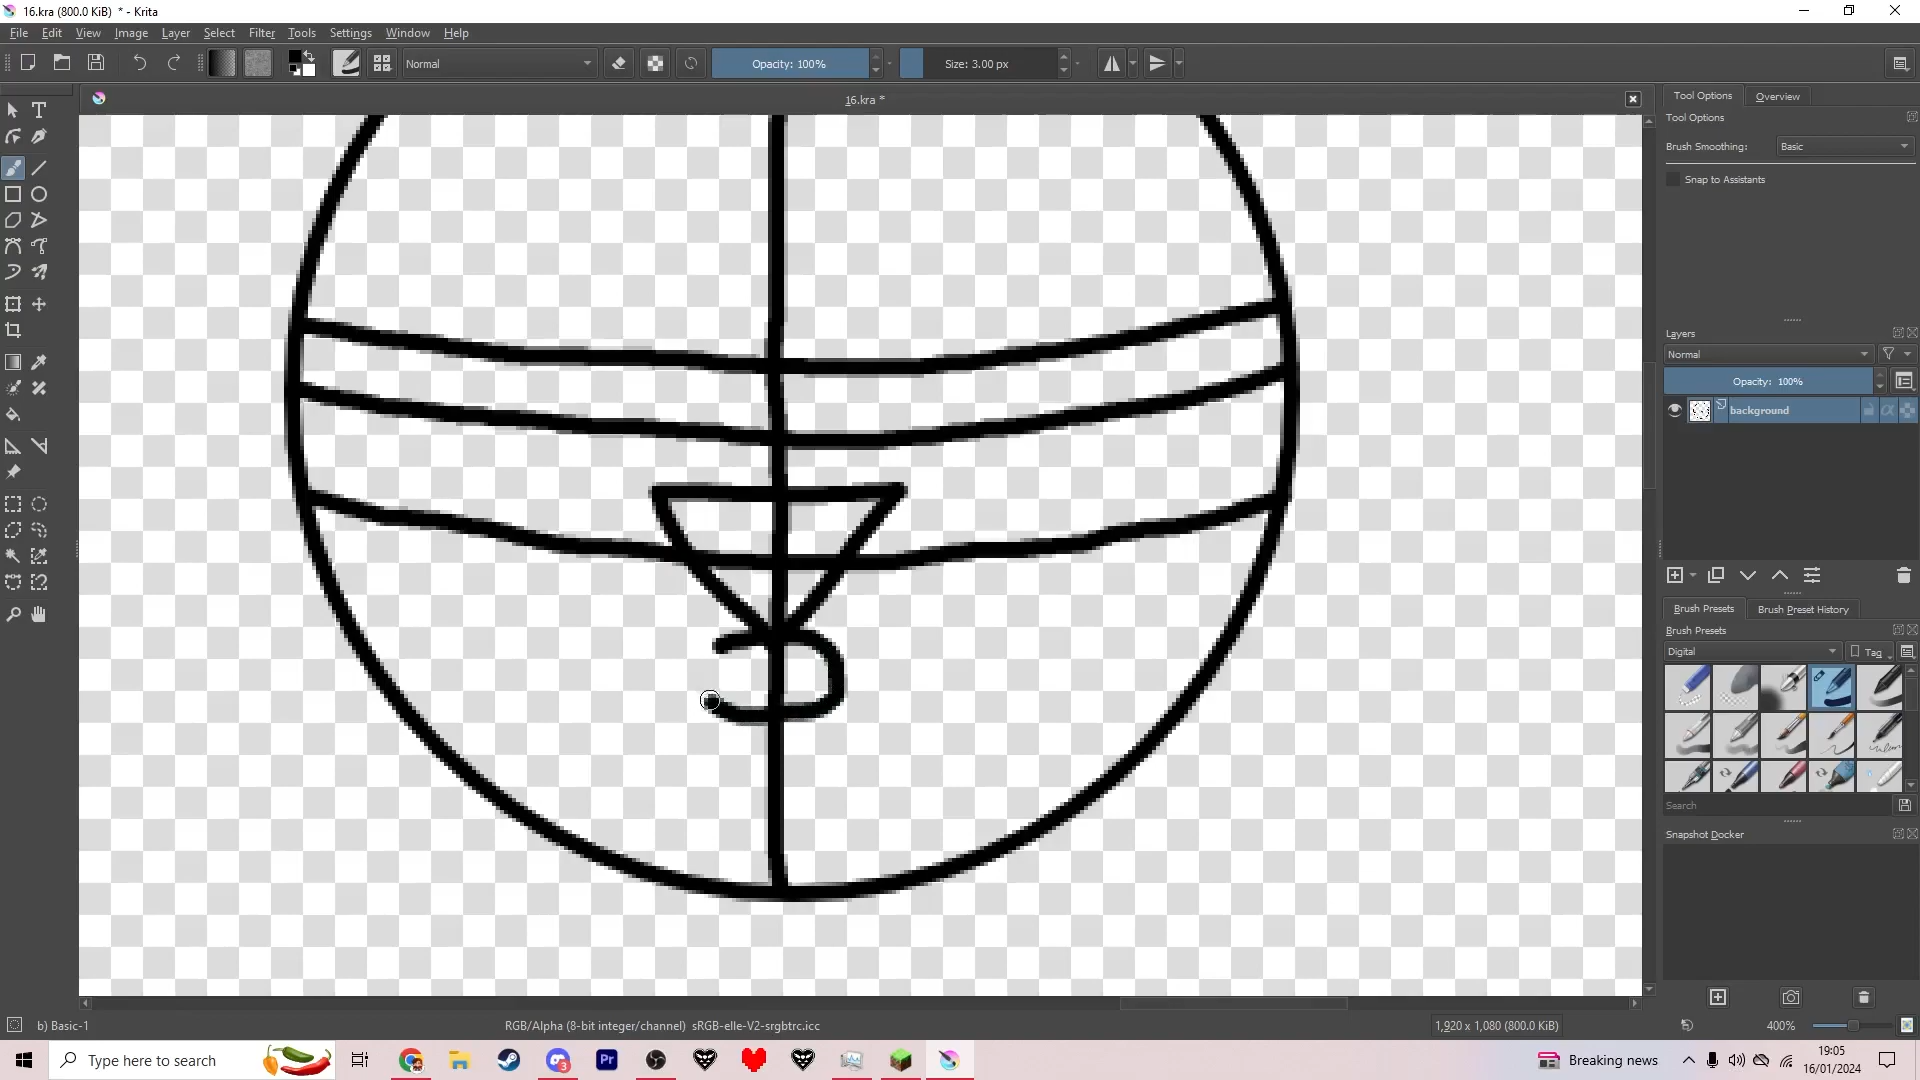 16.kra (800.0 KiB) * - Krita
File Edit View Image Layer Select Filter Tools Settings Window Help
Normal Opacity: 100% Size: 3.00 px
16.kra *
Tool Options Overview
Tool Options
Brush Smoothing: Basic
Snap to Assistants
Layers
Normal
Opacity: 100%
background
Brush Presets Brush Preset History
Brush Presets
Digital Tag
Search
Snapshot Docker
b) Basic-1 RGB/Alpha (8-bit integer/channel) sRGB-elle-V2-srgbtrc.icc 1,920 x 1,080 (800.0 KiB) 400%
Type here to search 3 Pr Breaking news 19:05
16/01/2024